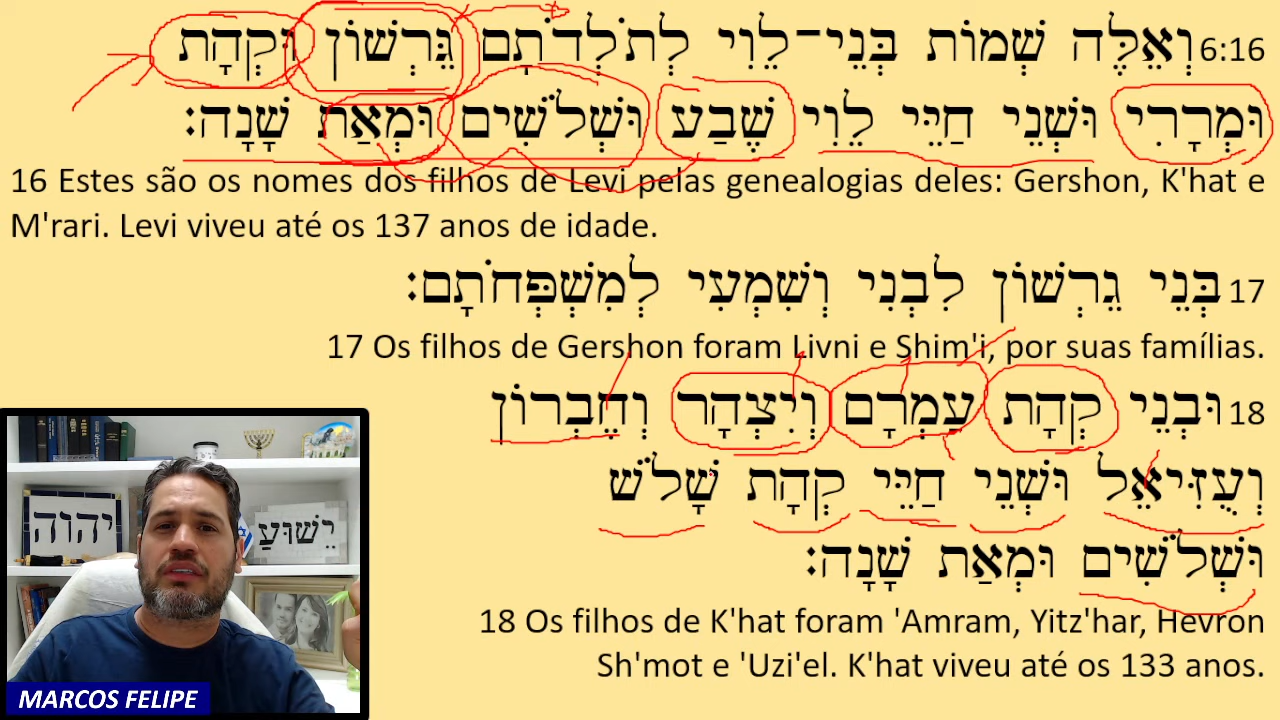 6:16 וְאֵלֶּה שְׁמוֹת בְּנֵי־לֵוִי לְתֹלְדֹתָם גֵּרְשׁוֹן וּקְהָת
וּמְרָרִי וּשְׁנֵי חַיֵּי לֵוִי שֶׁבַע וּשְׁלֹשִׁים וּמְאַת שָׁנָה׃
16 Estes são os nomes dos filhos de Levi pelas genealogias deles: Gershon, K'hat e
M'rari. Levi viveu até os 137 anos de idade.
17 בְּנֵי גֵרְשׁוֹן לִבְנִי וְשִׁמְעִי לְמִשְׁפְּחֹתָם׃
17 Os filhos de Gershon foram Livni e Shim'i, por suas famílias.
18 וּבְנֵי קְהָת עַמְרָם וְיִצְהָר וְחֶבְרוֹן
וְעֻזִּיאֵל וּשְׁנֵי חַיֵּי קְהָת שָׁלֹשׁ
וּשְׁלֹשִׁים וּמְאַת שָׁנָה׃
18 Os filhos de K'hat foram 'Amram, Yitz'har, Hevron
Sh'mot e 'Uzi'el. K'hat viveu até os 133 anos.
יהוה
יֵשׁוּעַ
MARCOS FELIPE